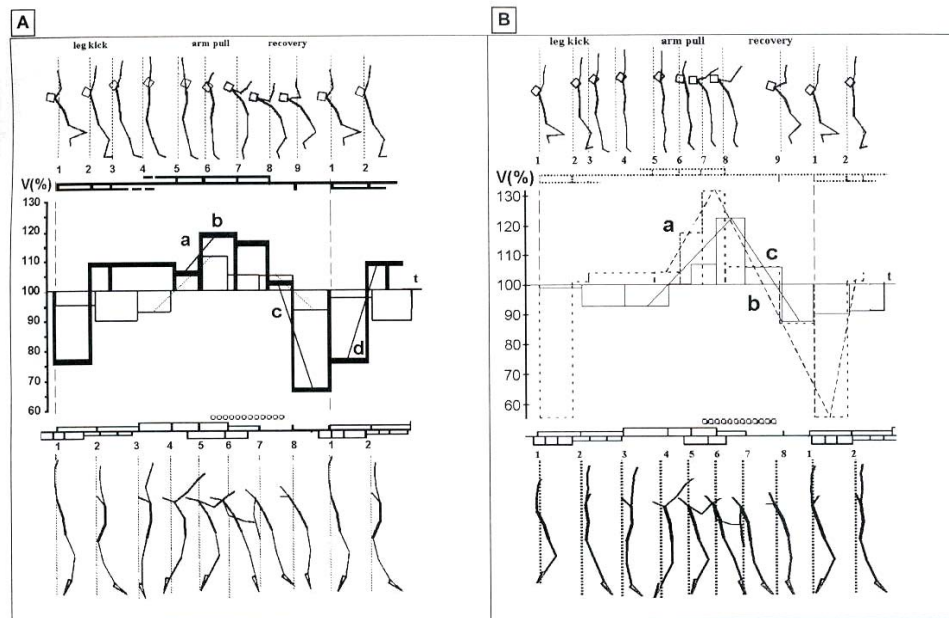 A
leg kick arm pull recovery
1 2 3 4 5 6 7 8 9 1 2
V(%)
130
120
110
100
90
80
70
60
a
b
c
d
t
1 2 3 4 5 6 7 8 1 2
B
leg kick arm pull recovery
1 2 3 4 5 6 7 8 9 1 2
V(%)
130
120
110
100
90
80
70
60
a
c
b
t
1 2 3 4 5 6 7 8 1 2